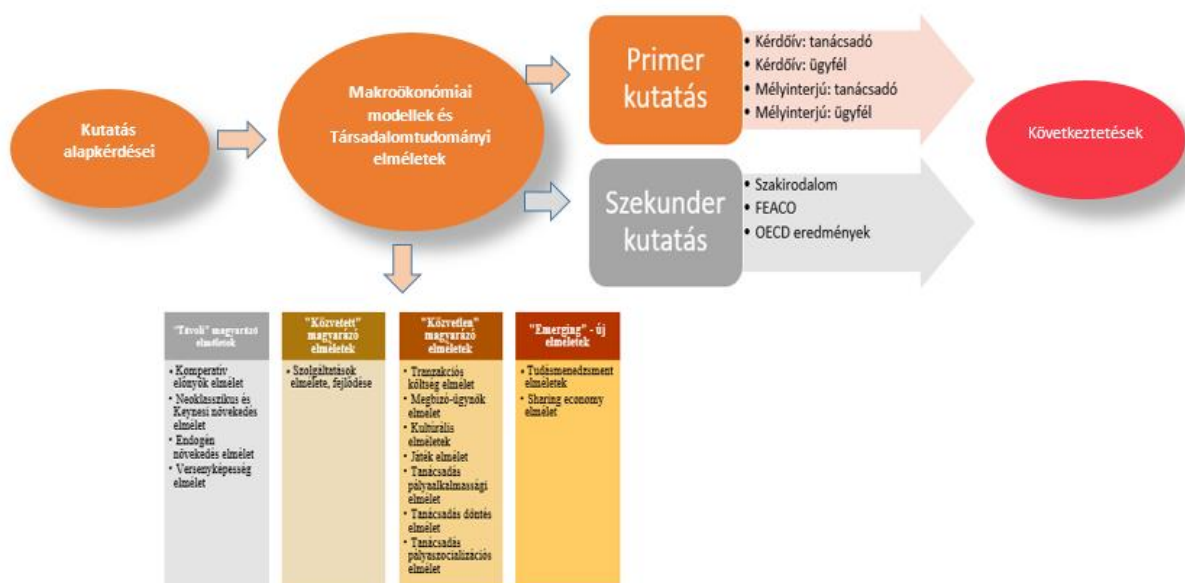 Kutatás
alapkérdései
Makroökonómiai
modellek és
Társadalomtudományi
elméletek
Primer
kutatás
• Kérdőív: tanácsadó
• Kérdőív: ügyfél
• Mélyinterjú: tanácsadó
• Mélyinterjú: ügyfél
Szekunder
kutatás
• Szakirodalom
• FEACO
• OECD eredmények
Következtetések
"Távoli" magyarázó
elméletek
• Komperatív
előnyök elmélet
• Neoklasszikus és
Keynesi növekedés
elmélet
• Endogén
növekedés elmélet
• Versenyképesség
elmélet
"Közvetett"
magyarázó
elméletek
• Szolgáltatások
elmélete, fejlődése
"Közvetlen"
magyarázó
elméletek
• Tranzakciós
költség elmélet
• Megbízó-ügynök
elmélet
• Kultúrális
elméletek
• Játék elmélet
• Tanácsadás
pályaalkalmassági
elmélet
• Tanácsadás döntés
elmélet
• Tanácsadás
pályaszocializációs
elmélet
"Emerging" - új
elméletek
• Tudásmenedzsment
elméletek
• Sharing economy
elmélet